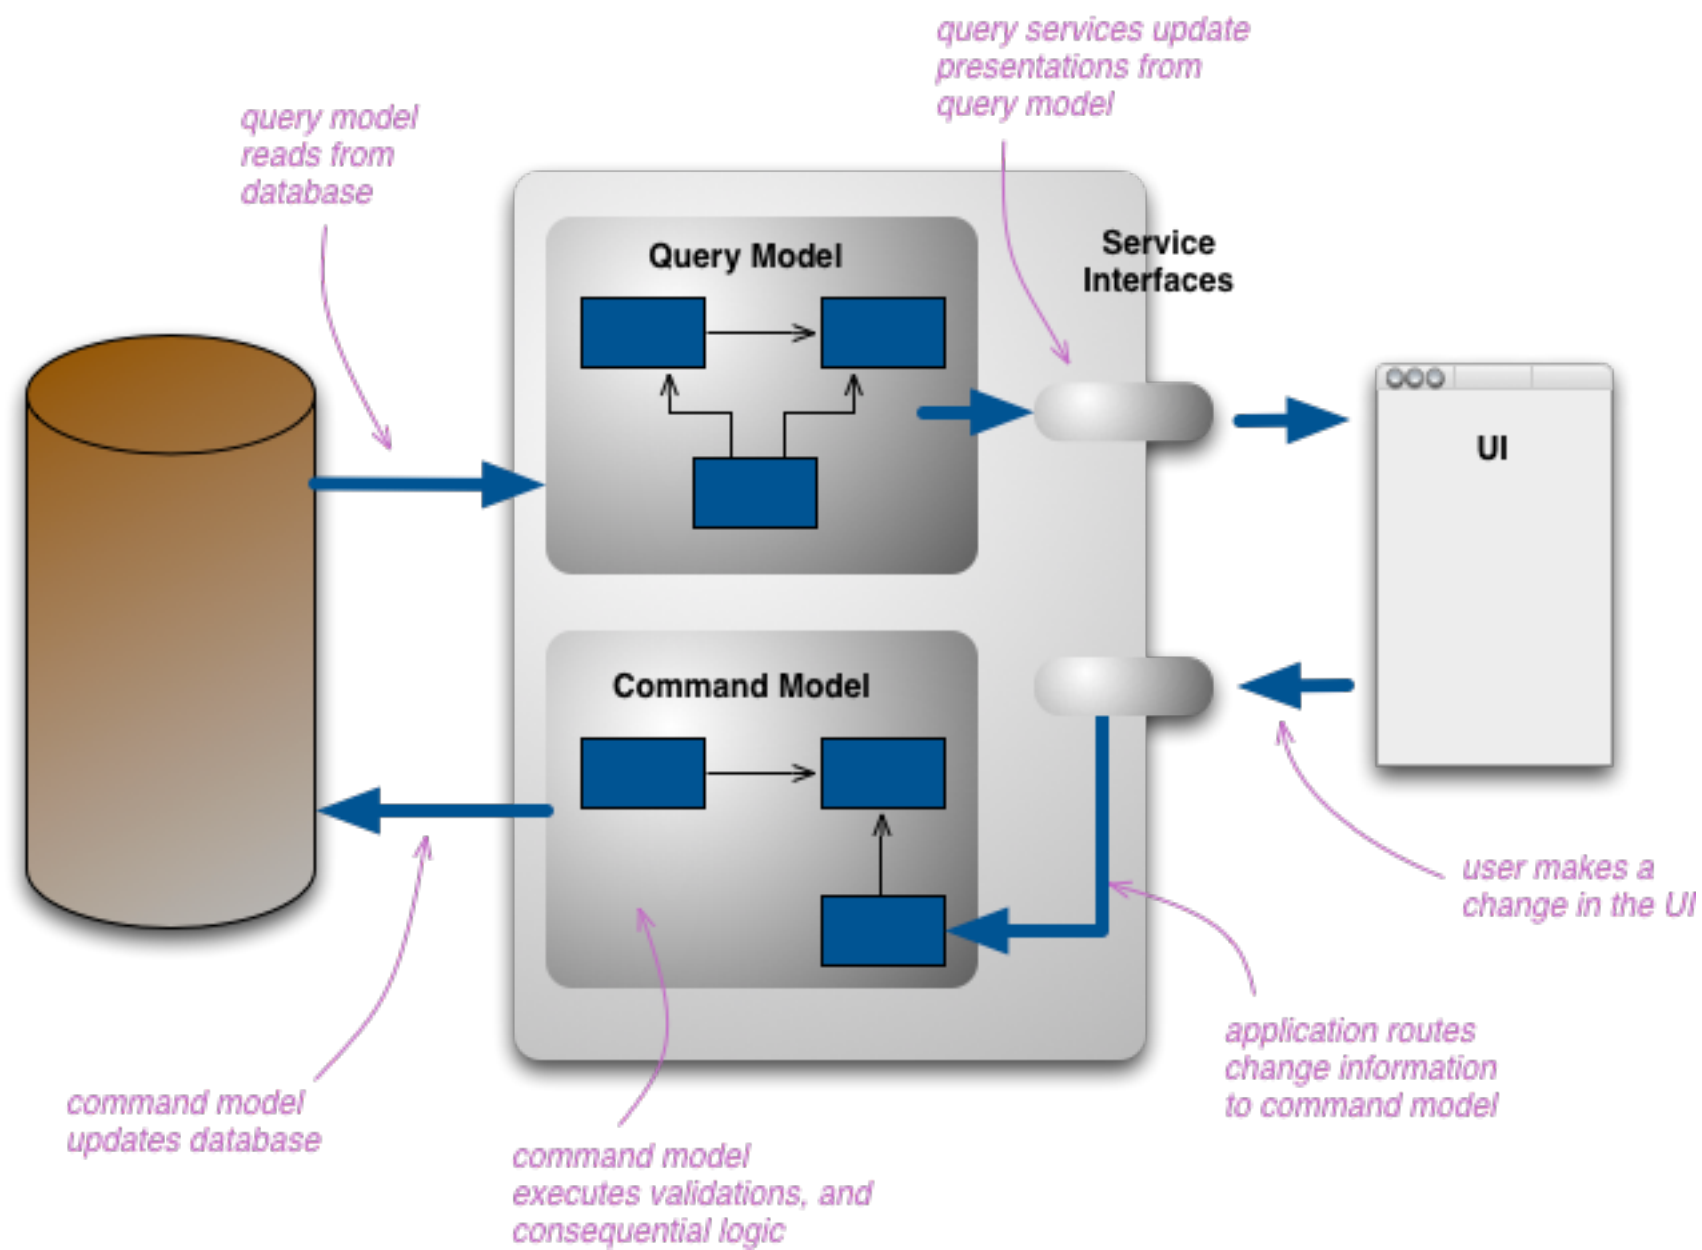 query services update
presentations from
query model
query model
reads from
database
Query Model
Service
Interfaces
UI
Command Model
user makes a
change in the UI
application routes
change information
to command model
command model
updates database
command model
executes validations, and
consequential logic